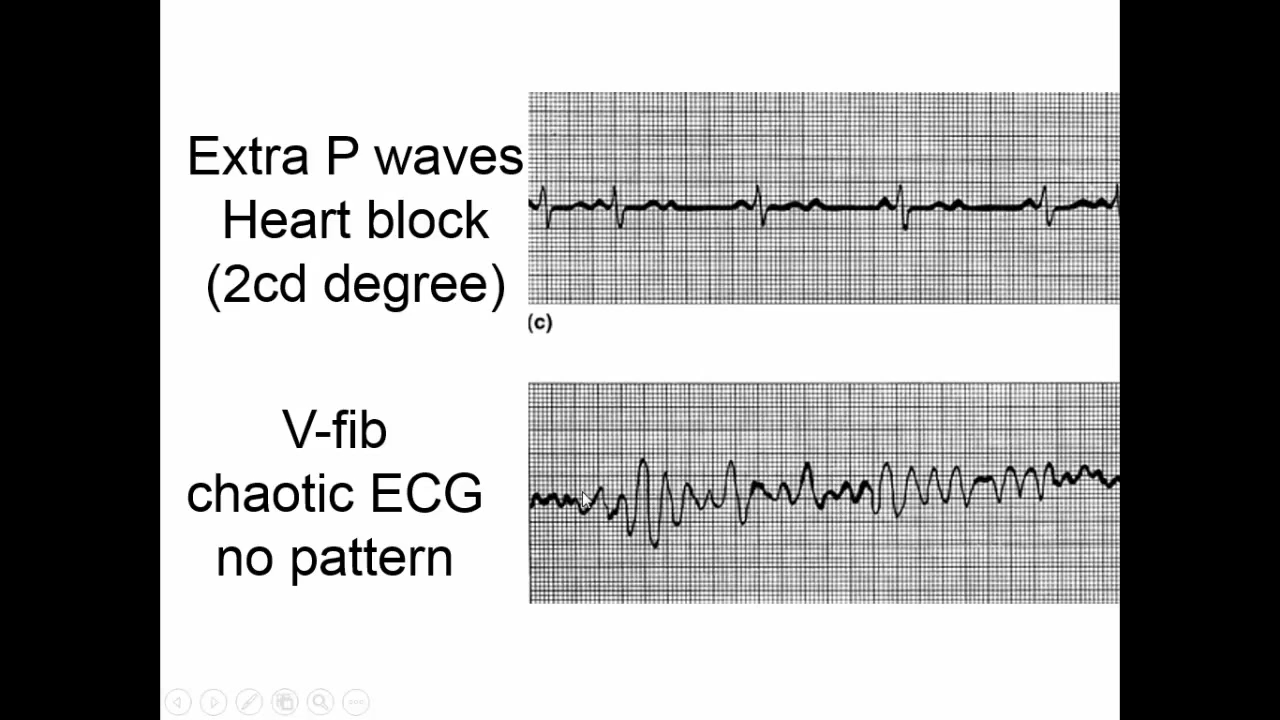 Extra P waves
Heart block
(2cd degree)
(c)
V-fib
chaotic ECG
no pattern